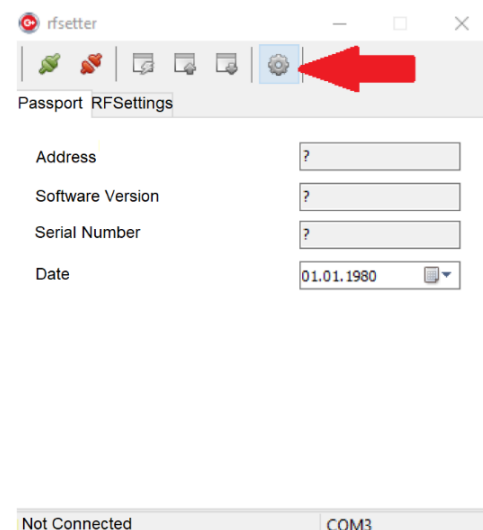 rfsetter
Passport RFSettings
Address ?
Software Version ?
Serial Number ?
Date 01.01.1980
Not Connected COM3